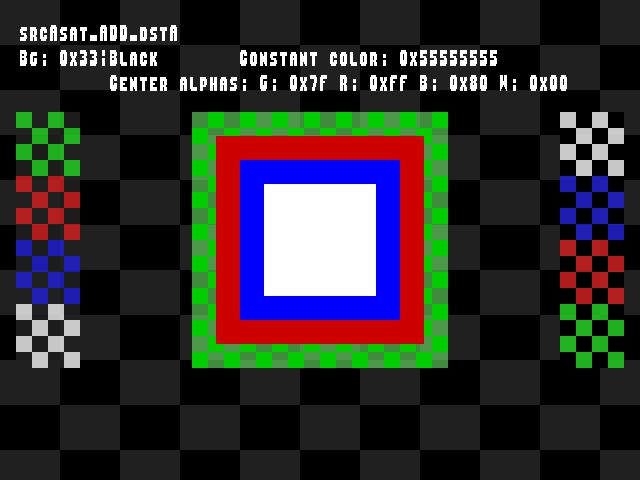 srcAsat_ADD_dstA
Bg: 0x33;Black Constant color: 0x55555555
Center alphas: G: 0x7f R: 0xff B: 0x80 W: 0x00